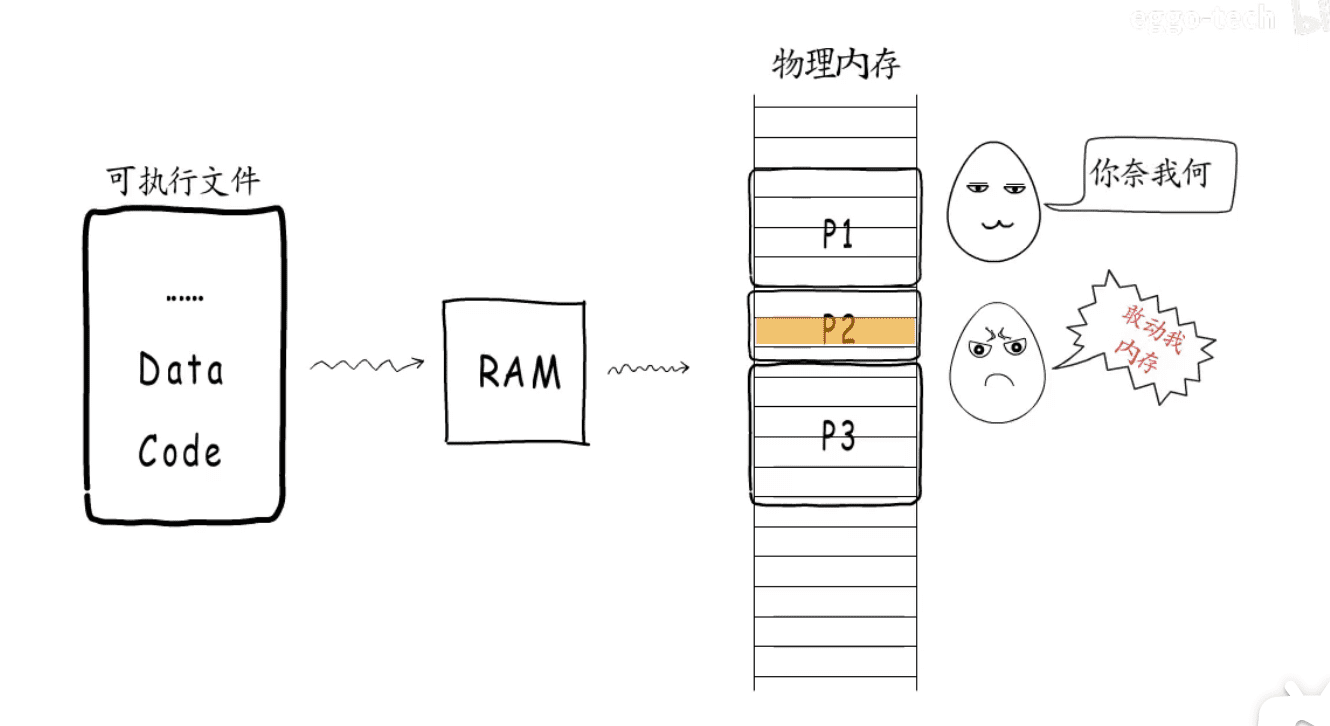 eggo-tech
物理内存
可执行文件
......
Data
Code
RAM
P1
P2
P3
你奈我何
敢动我
内存